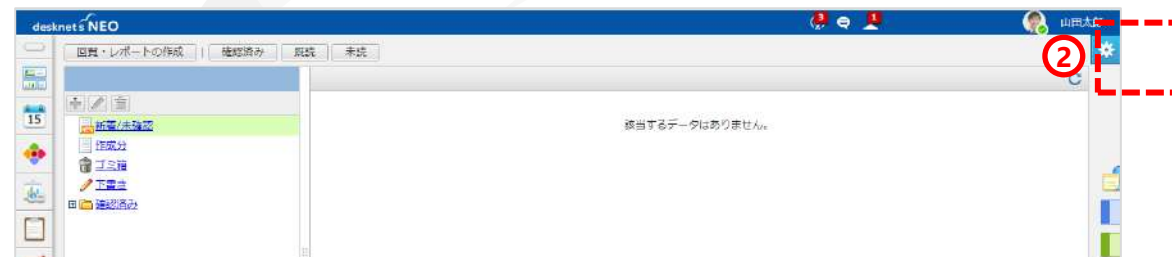 desknet's NEO
3
1
山田太郎
回覧・レポートの作成 | 確認済み 既読 未読
②
15
新着/未確認
作成分
ゴミ箱
下書き
確認済み
該当するデータはありません。